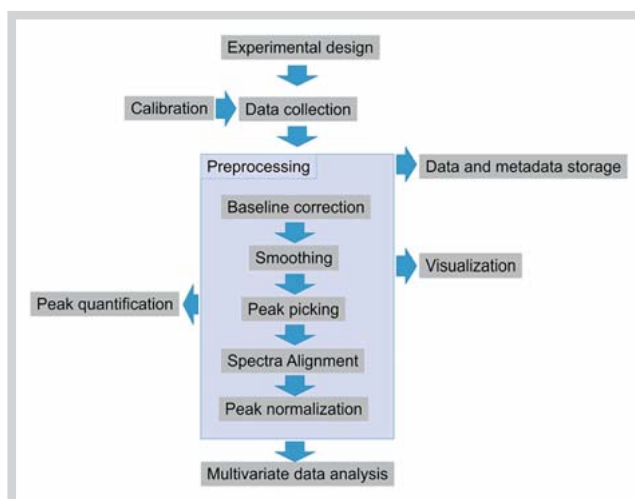 Experimental design
Calibration
Data collection
Preprocessing
Data and metadata storage
Baseline correction
Smoothing
Visualization
Peak quantification
Peak picking
Spectra Alignment
Peak normalization
Multivariate data analysis